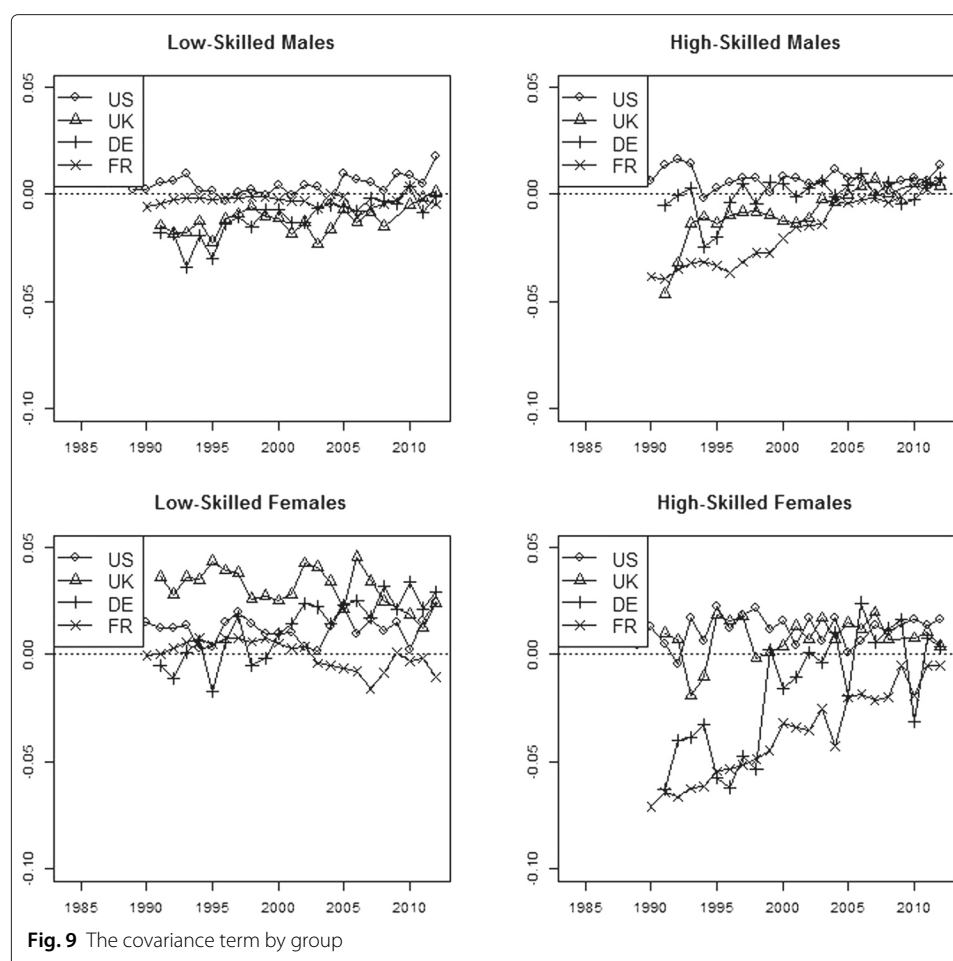 Low-Skilled Males
0.05
0.00
-0.05
-0.10
US
UK
DE
FR
1985 1990 1995 2000 2005 2010
High-Skilled Males
0.05
0.00
-0.05
-0.10
US
UK
DE
FR
1985 1990 1995 2000 2005 2010
Low-Skilled Females
0.05
0.00
-0.05
-0.10
US
UK
DE
FR
1985 1990 1995 2000 2005 2010
High-Skilled Females
0.05
0.00
-0.05
-0.10
US
UK
DE
FR
1985 1990 1995 2000 2005 2010
Fig. 9 The covariance term by group